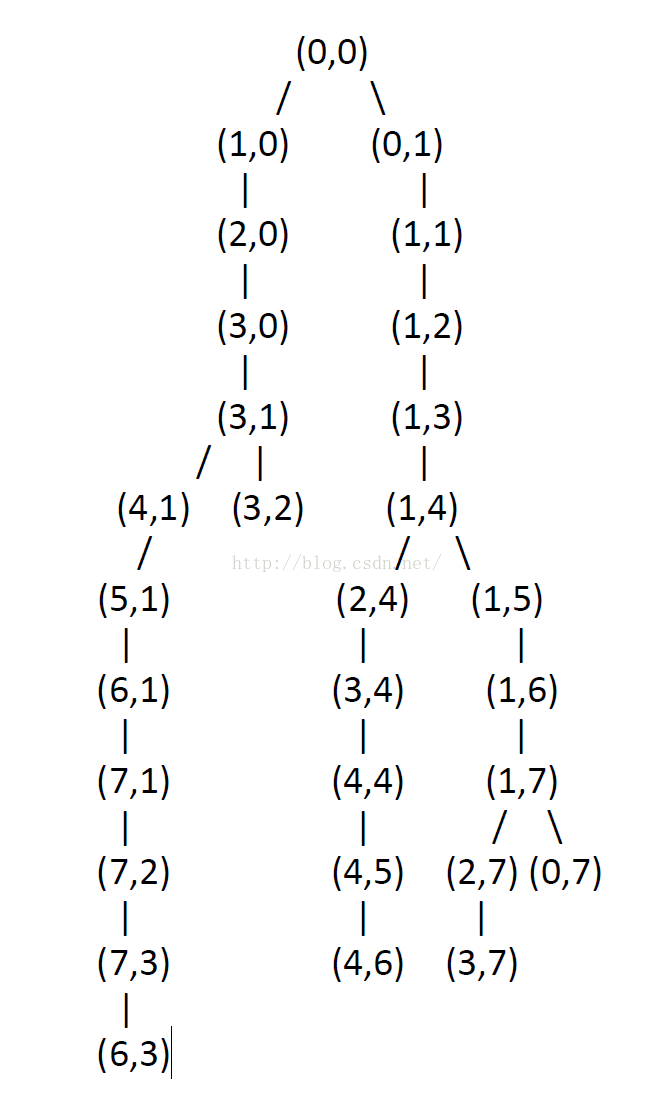 (0,0)
/ \
(1,0) (0,1)
| |
(2,0) (1,1)
| |
(3,0) (1,2)
| |
(3,1) (1,3)
/ | |
(4,1) (3,2) (1,4)
/ http://blog.csdn.net/ / \
(5,1) (2,4) (1,5)
| | |
(6,1) (3,4) (1,6)
| | |
(7,1) (4,4) (1,7)
| | / \
(7,2) (4,5) (2,7) (0,7)
| | |
(7,3) (4,6) (3,7)
|
(6,3)